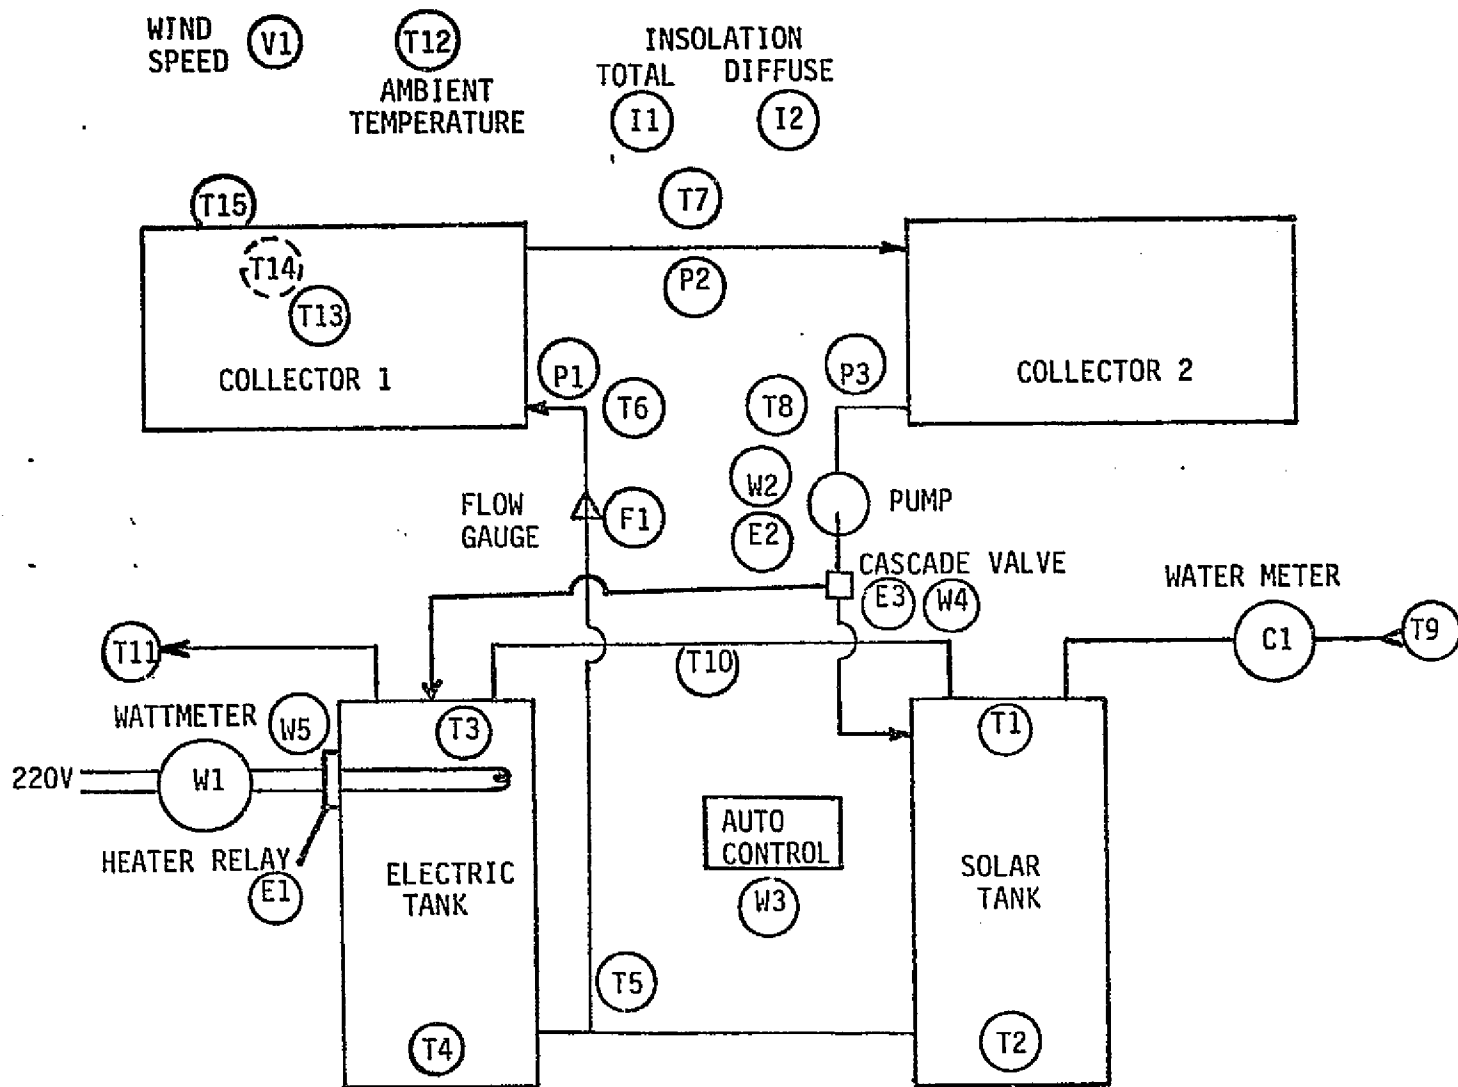 WIND
SPEED
V1
T12
AMBIENT
TEMPERATURE
INSOLATION
TOTAL
DIFFUSE
I1
I2
T7
P2
T15
T14
T13
COLLECTOR 1
COLLECTOR 2
P1
T6
P3
T8
W2
E2
PUMP
FLOW
GAUGE
F1
CASCADE VALVE
E3
W4
WATER METER
C1
T9
T11
T10
WATTMETER
W5
T3
T1
220V
W1
HEATER RELAY
E1
ELECTRIC
TANK
AUTO
CONTROL
W3
SOLAR
TANK
T5
T4
T2